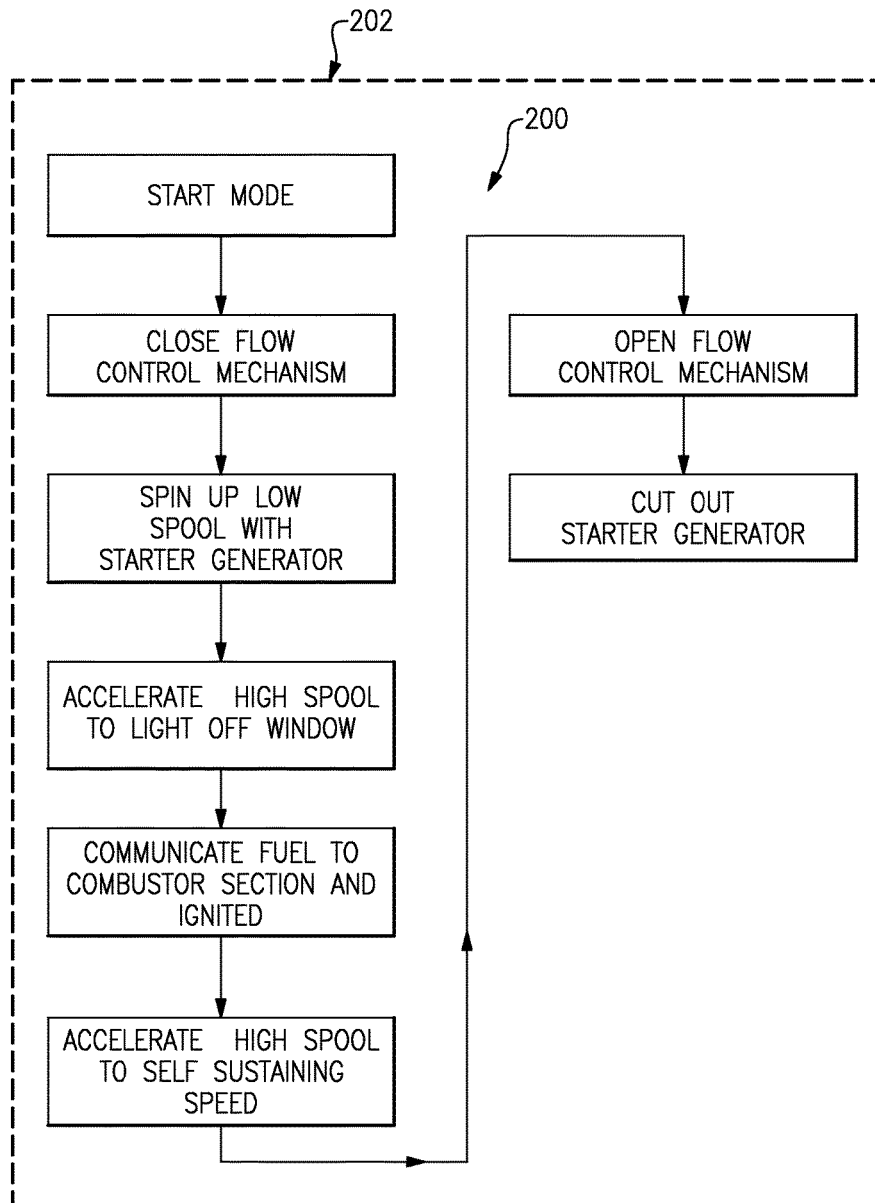 202
200
START MODE
CLOSE FLOW
CONTROL MECHANISM
SPIN UP LOW
SPOOL WITH
STARTER GENERATOR
ACCELERATE HIGH SPOOL
TO LIGHT OFF WINDOW
COMMUNICATE FUEL TO
COMBUSTOR SECTION AND
IGNITED
ACCELERATE HIGH SPOOL
TO SELF SUSTAINING
SPEED
OPEN FLOW
CONTROL MECHANISM
CUT OUT
STARTER GENERATOR